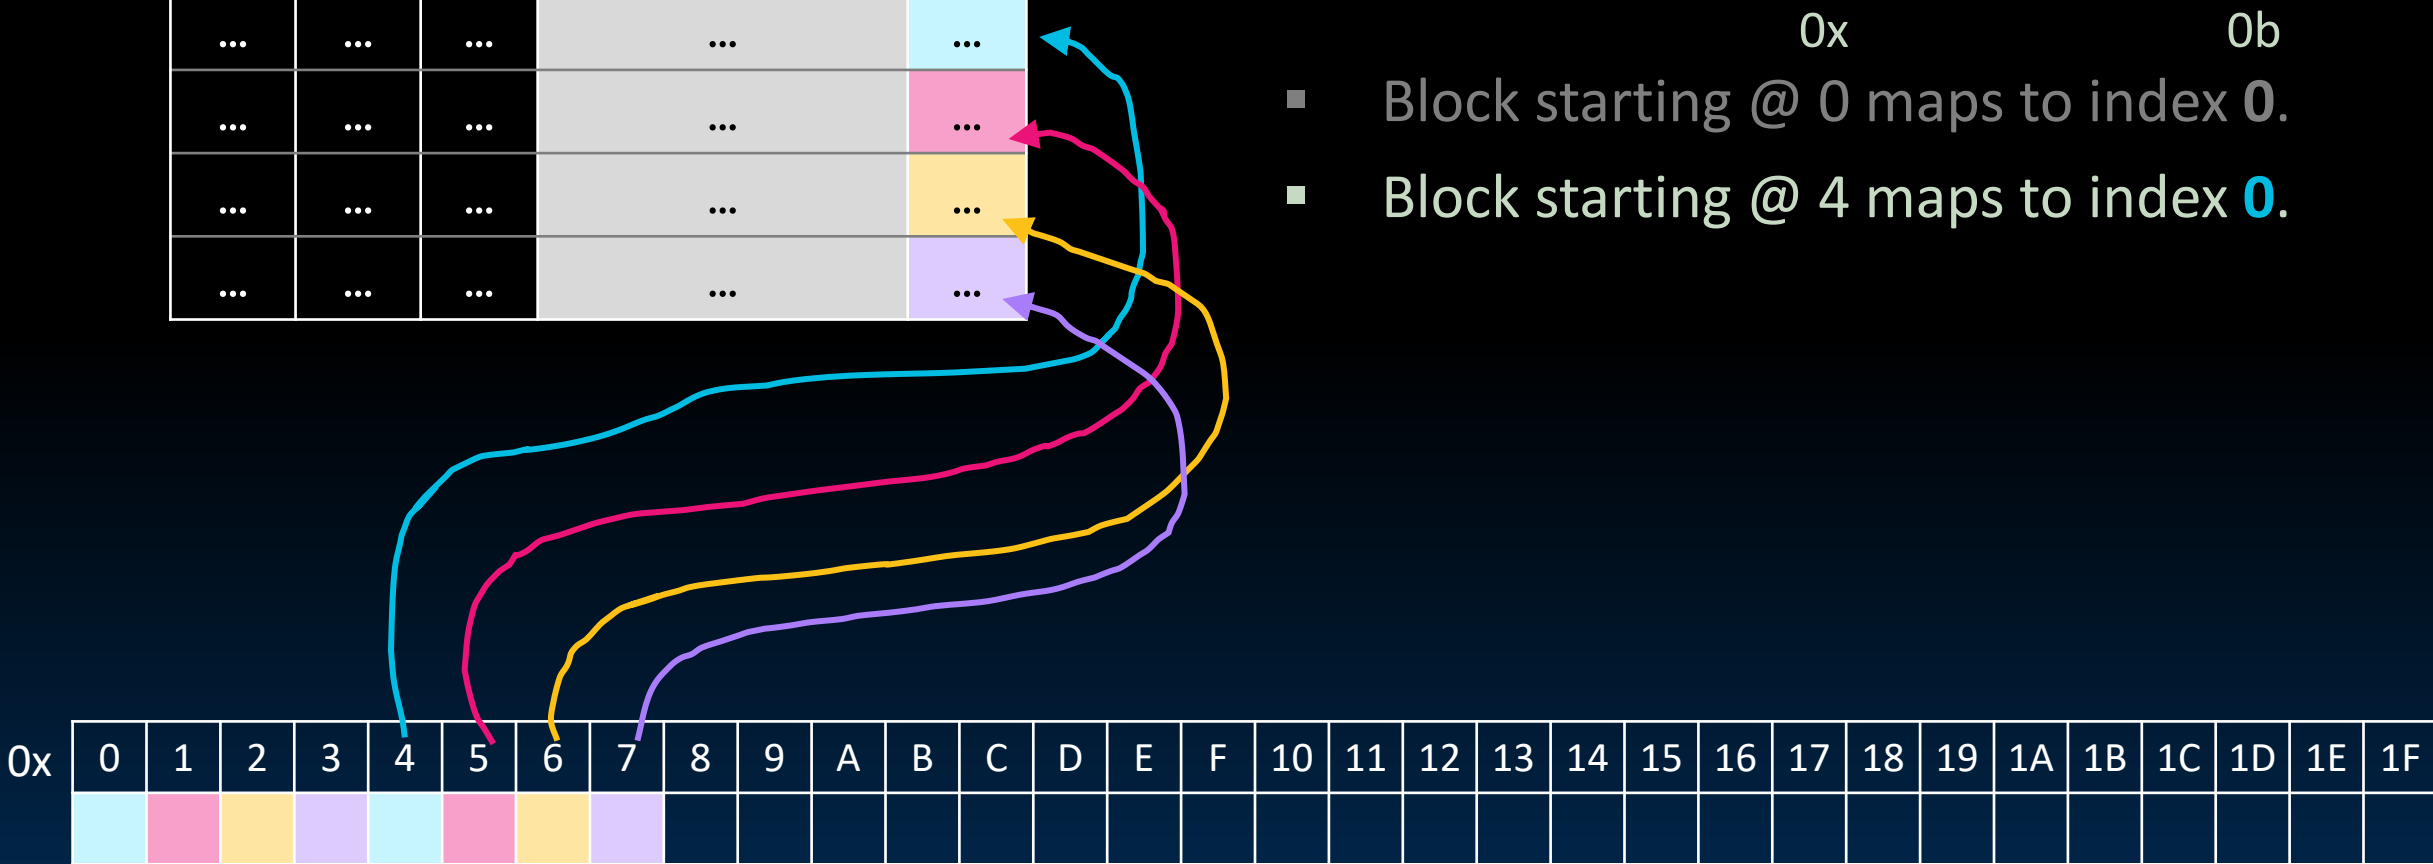 ... ... ... ... ...
... ... ... ... ...
... ... ... ... ...
... ... ... ... ...
0x 0b
▪ Block starting @ 0 maps to index 0.
▪ Block starting @ 4 maps to index 0.
0x 0 1 2 3 4 5 6 7 8 9 A B C D E F 10 11 12 13 14 15 16 17 18 19 1A 1B 1C 1D 1E 1F